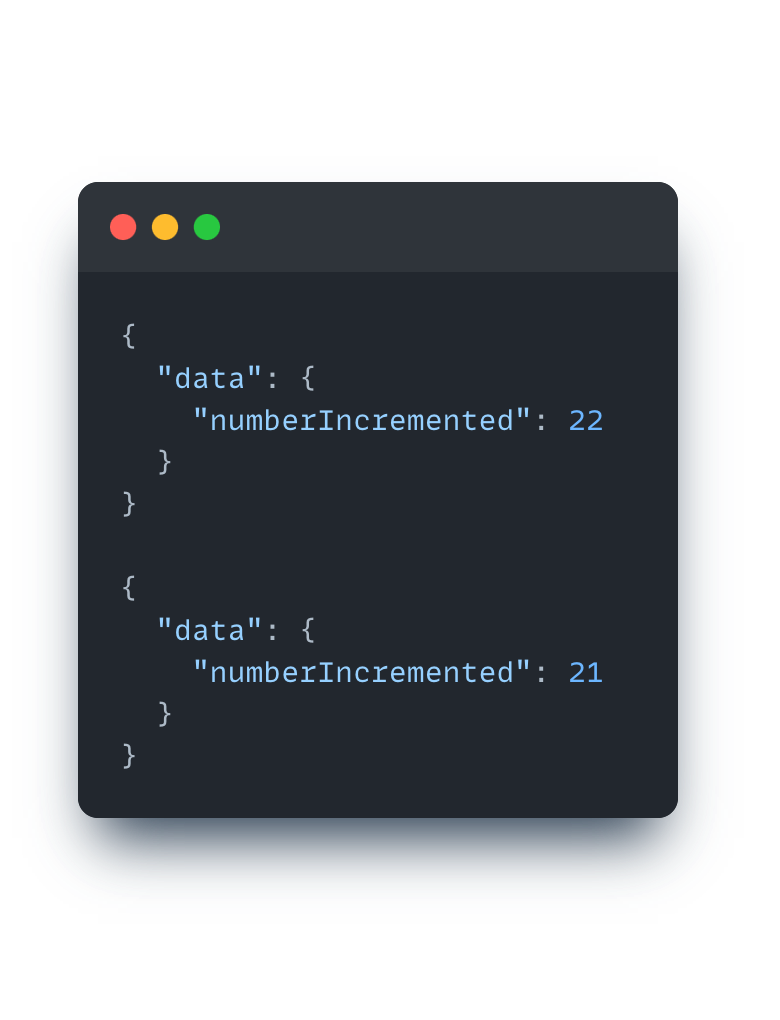 {
  "data": {
    "numberIncremented": 22
  }
}

{
  "data": {
    "numberIncremented": 21
  }
}